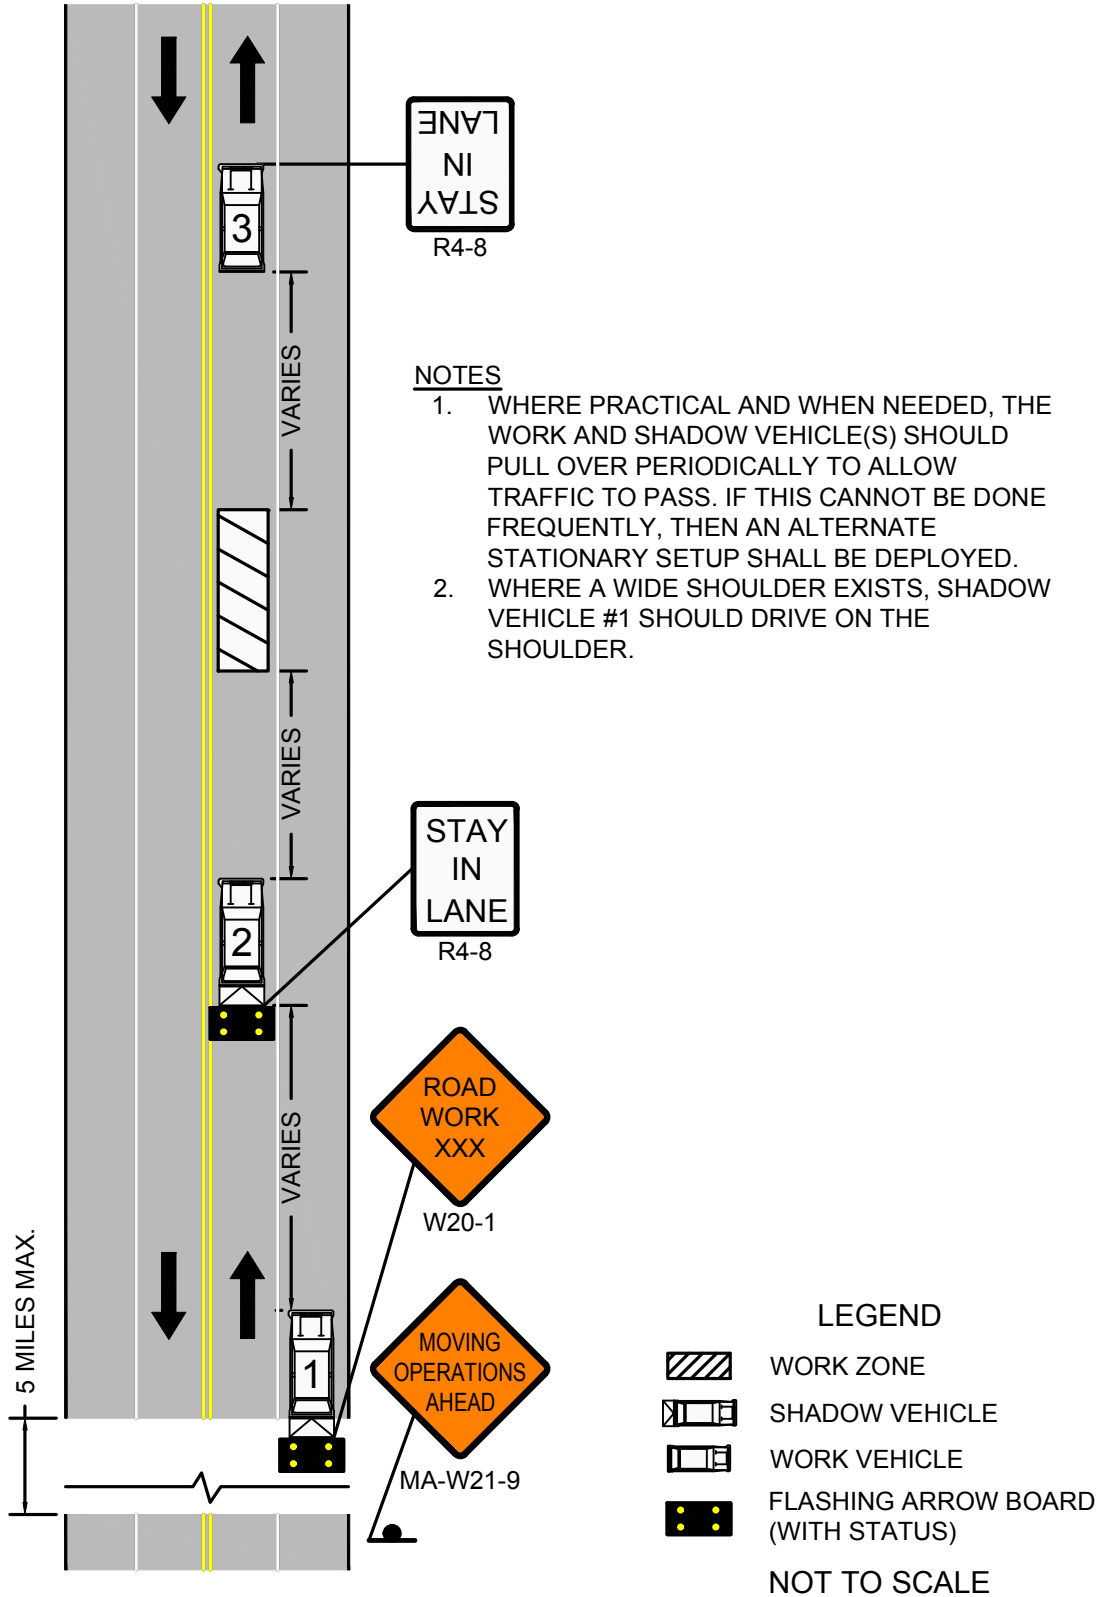 LANE
IN
STAY
R4-8
3
VARIES
NOTES
1. WHERE PRACTICAL AND WHEN NEEDED, THE
WORK AND SHADOW VEHICLE(S) SHOULD
PULL OVER PERIODICALLY TO ALLOW
TRAFFIC TO PASS. IF THIS CANNOT BE DONE
FREQUENTLY, THEN AN ALTERNATE
STATIONARY SETUP SHALL BE DEPLOYED.
2. WHERE A WIDE SHOULDER EXISTS, SHADOW
VEHICLE #1 SHOULD DRIVE ON THE
SHOULDER.
VARIES
STAY
IN
LANE
R4-8
2
ROAD
WORK
XXX
W20-1
VARIES
5 MILES MAX.
1
MOVING
OPERATIONS
AHEAD
MA-W21-9
LEGEND
WORK ZONE
SHADOW VEHICLE
WORK VEHICLE
FLASHING ARROW BOARD
(WITH STATUS)
NOT TO SCALE